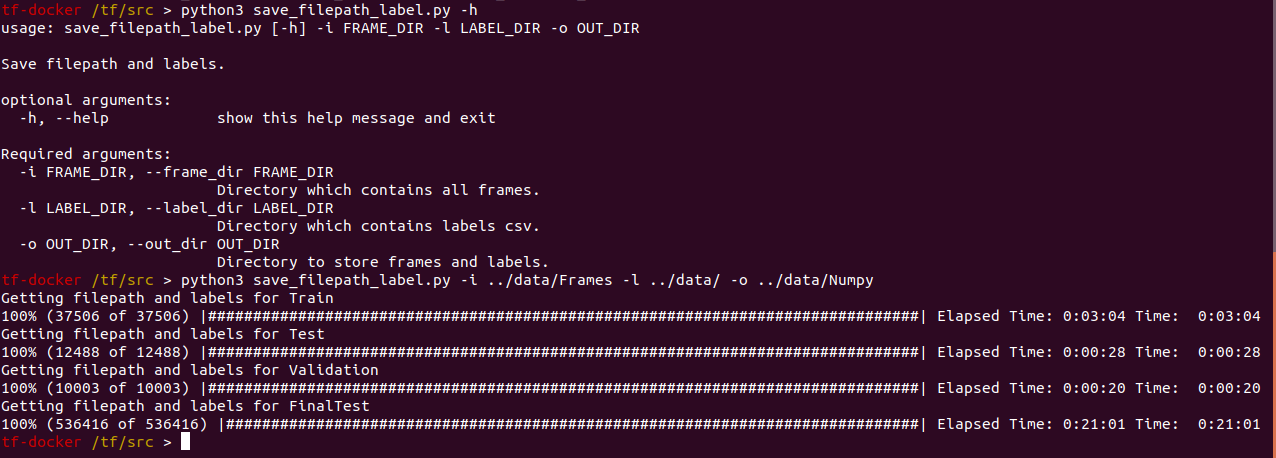 tf-docker /tf/src > python3 save_filepath_label.py -h
usage: save_filepath_label.py [-h] -i FRAME_DIR -l LABEL_DIR -o OUT_DIR
Save filepath and labels.
optional arguments:
-h, --help show this help message and exit
Required arguments:
-i FRAME_DIR, --frame_dir FRAME_DIR
Directory which contains all frames.
-l LABEL_DIR, --label_dir LABEL_DIR
Directory which contains labels csv.
-o OUT_DIR, --out_dir OUT_DIR
Directory to store frames and labels.
tf-docker /tf/src > python3 save_filepath_label.py -i ../data/Frames -l ../data/ -o ../data/Numpy
Getting filepath and labels for Train
100% (37506 of 37506) |###############################################################################| Elapsed Time: 0:03:04 Time:  0:03:04
Getting filepath and labels for Test
100% (12488 of 12488) |###############################################################################| Elapsed Time: 0:00:28 Time:  0:00:28
Getting filepath and labels for Validation
100% (10003 of 10003) |###############################################################################| Elapsed Time: 0:00:20 Time:  0:00:20
Getting filepath and labels for FinalTest
100% (536416 of 536416) |#############################################################################| Elapsed Time: 0:21:01 Time:  0:21:01
tf-docker /tf/src >